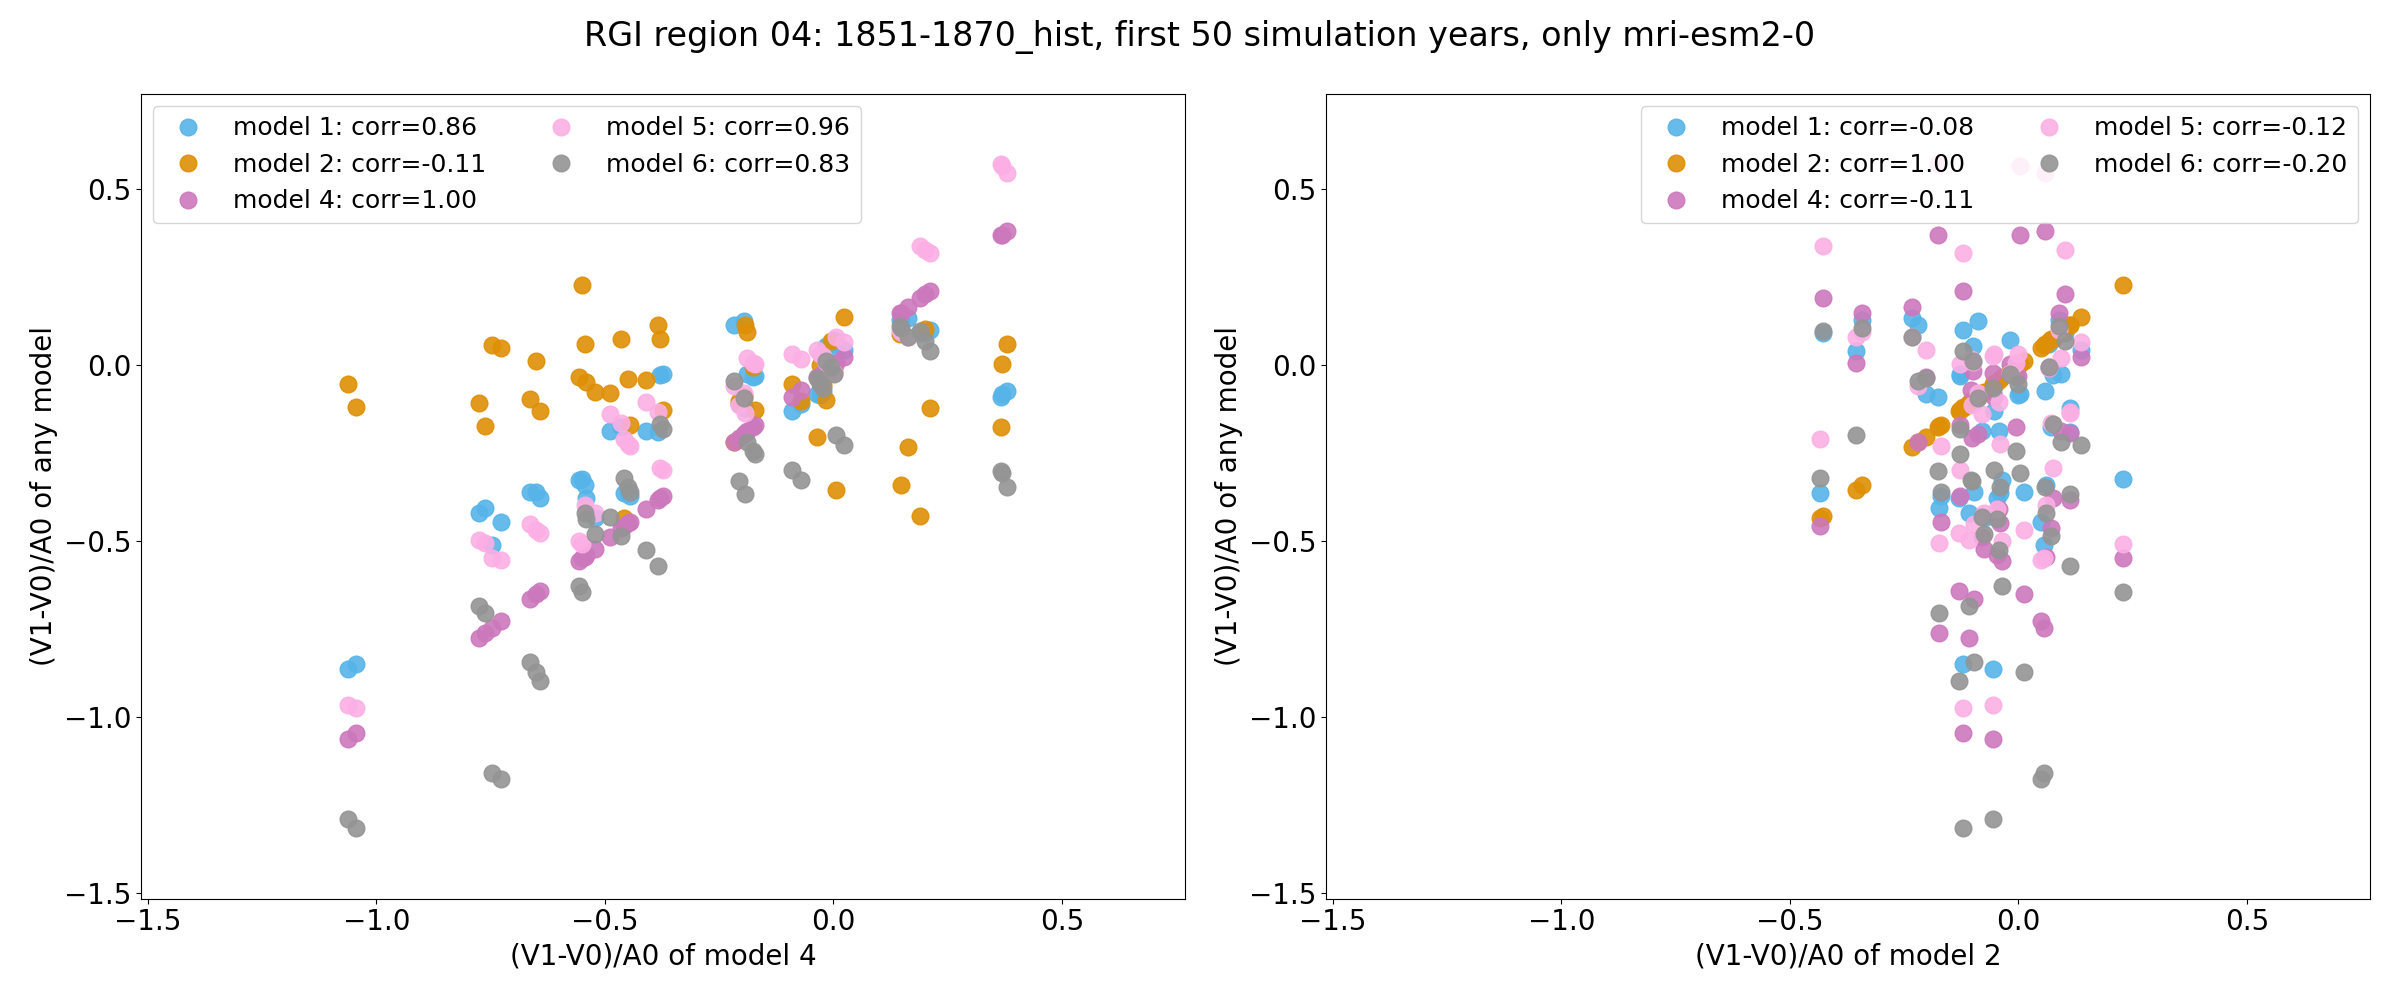 RGI region 04: 1851-1870_hist, first 50 simulation years, only mri-esm2-0
model 1: corr=0.86
model 2: corr=-0.11
model 4: corr=1.00
model 5: corr=0.96
model 6: corr=0.83
(V1-V0)/A0 of any model
0.5
0.0
−0.5
−1.0
−1.5
−1.5
−1.0
−0.5
0.0
0.5
(V1-V0)/A0 of model 4
model 1: corr=-0.08
model 2: corr=1.00
model 4: corr=-0.11
model 5: corr=-0.12
model 6: corr=-0.20
(V1-V0)/A0 of any model
0.5
0.0
−0.5
−1.0
−1.5
−1.5
−1.0
−0.5
0.0
0.5
(V1-V0)/A0 of model 2